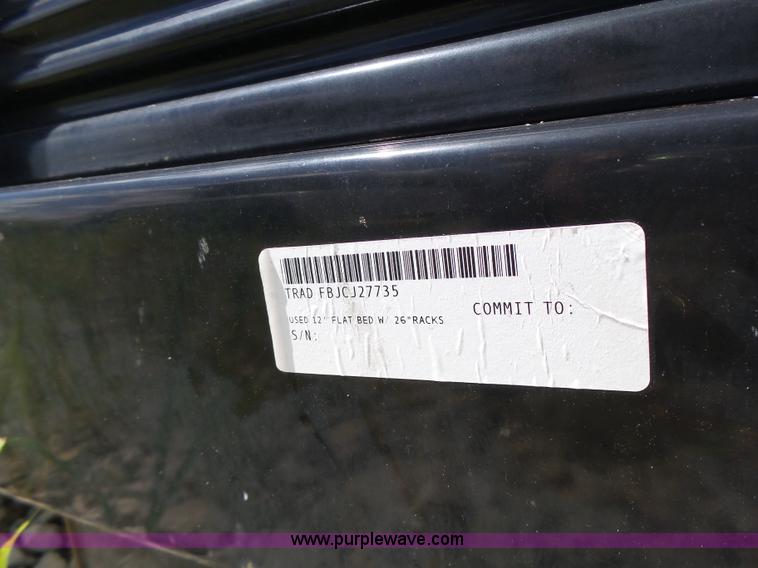 TRAD FBJCJ27735
COMMIT TO:
USED 12' FLAT BED W/ 26"RACKS
S/N:
www.purplewave.com